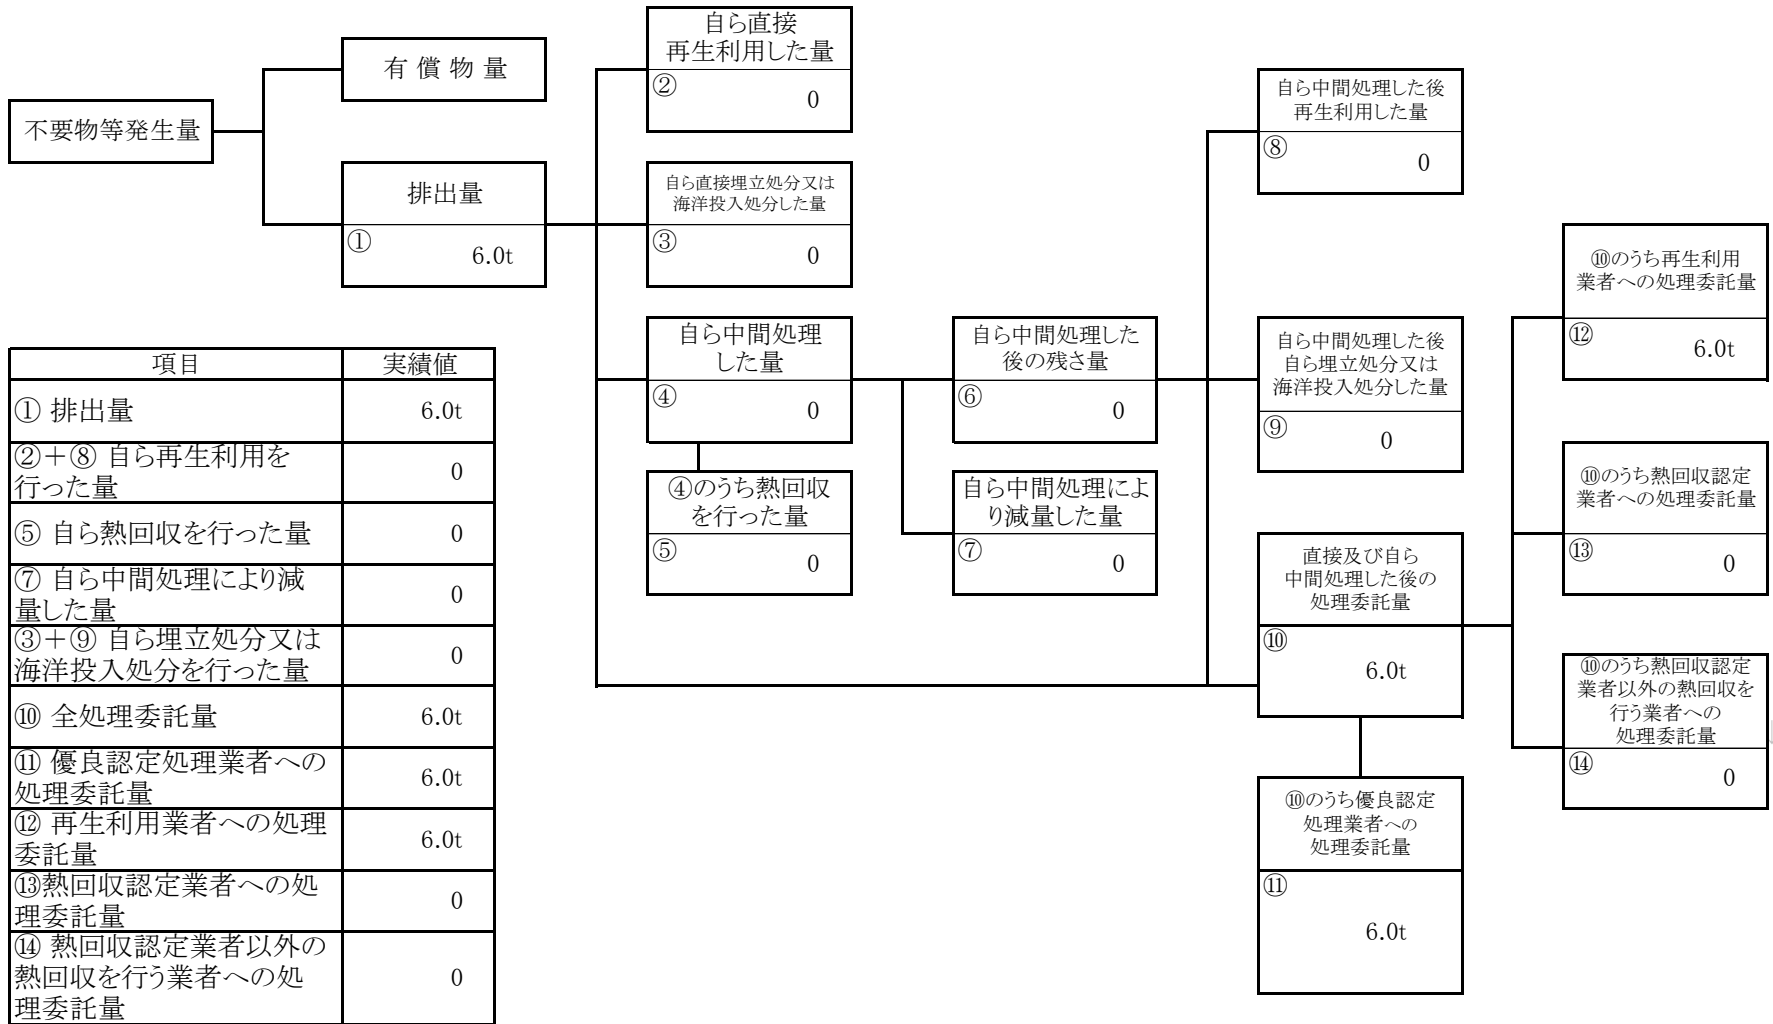 不要物等発生量
有 償 物 量
排出量
①
6.0t
自ら直接
再生利用した量
②
0
自ら直接埋立処分又は
海洋投入処分した量
③
0
自ら中間処理
した量
④
0
④のうち熱回収
を行った量
⑤
0
自ら中間処理した
後の残さ量
⑥
0
自ら中間処理によ
り減量した量
⑦
0
自ら中間処理した後
再生利用した量
⑧
0
自ら中間処理した後
自ら埋立処分又は
海洋投入処分した量
⑨
0
直接及び自ら
中間処理した後の
処理委託量
⑩
6.0t
⑩のうち優良認定
処理業者への
処理委託量
⑪
6.0t
⑩のうち再生利用
業者への処理委託量
⑫
6.0t
⑩のうち熱回収認定
業者への処理委託量
⑬
0
⑩のうち熱回収認定
業者以外の熱回収を
行う業者への
処理委託量
⑭
0
項目 実績値
① 排出量 6.0t
②＋⑧ 自ら再生利用を
行った量 0
⑤ 自ら熱回収を行った量 0
⑦ 自ら中間処理により減
量した量 0
③＋⑨ 自ら埋立処分又は
海洋投入処分を行った量 0
⑩ 全処理委託量 6.0t
⑪ 優良認定処理業者への
処理委託量 6.0t
⑫ 再生利用業者への処理
委託量 6.0t
⑬熱回収認定業者への処
理委託量 0
⑭ 熱回収認定業者以外の
熱回収を行う業者への処
理委託量 0